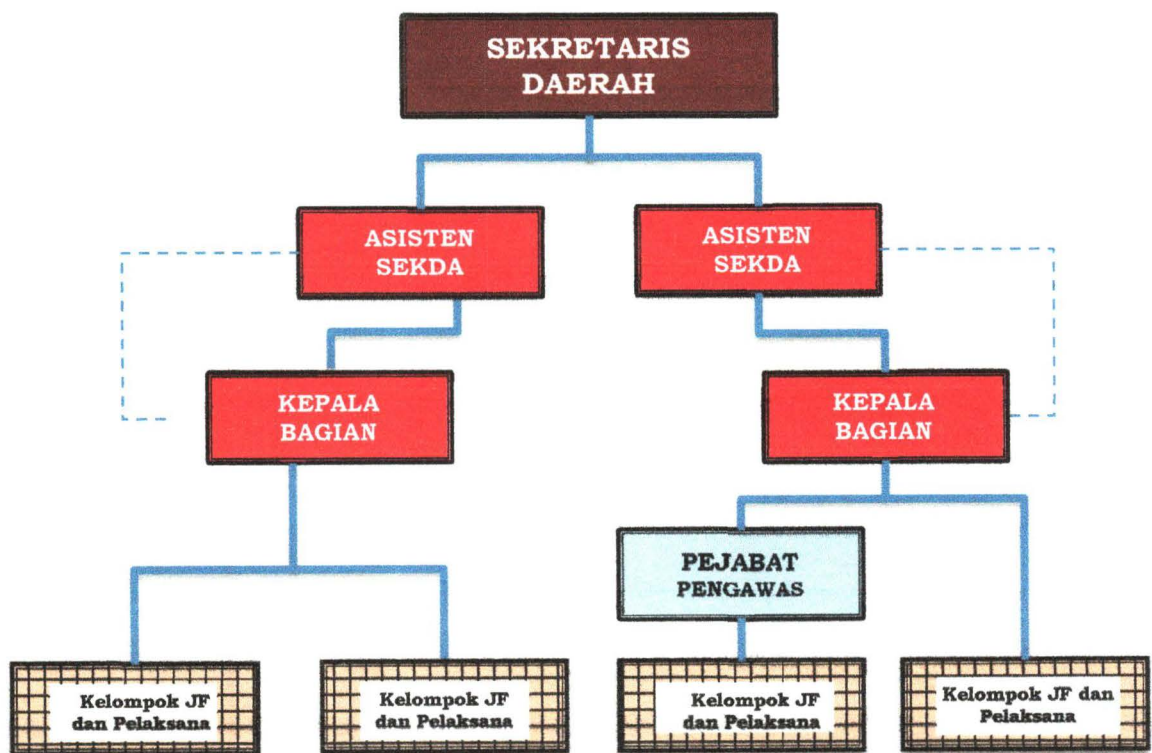 SEKRETARIS
DAERAH
ASISTEN
SEKDA
ASISTEN
SEKDA
KEPALA
BAGIAN
KEPALA
BAGIAN
PEJABAT
PENGAWAS
Kelompok JF
dan Pelaksana
Kelompok JF
dan Pelaksana
Kelompok JF
dan Pelaksana
Kelompok JF dan
Pelaksana